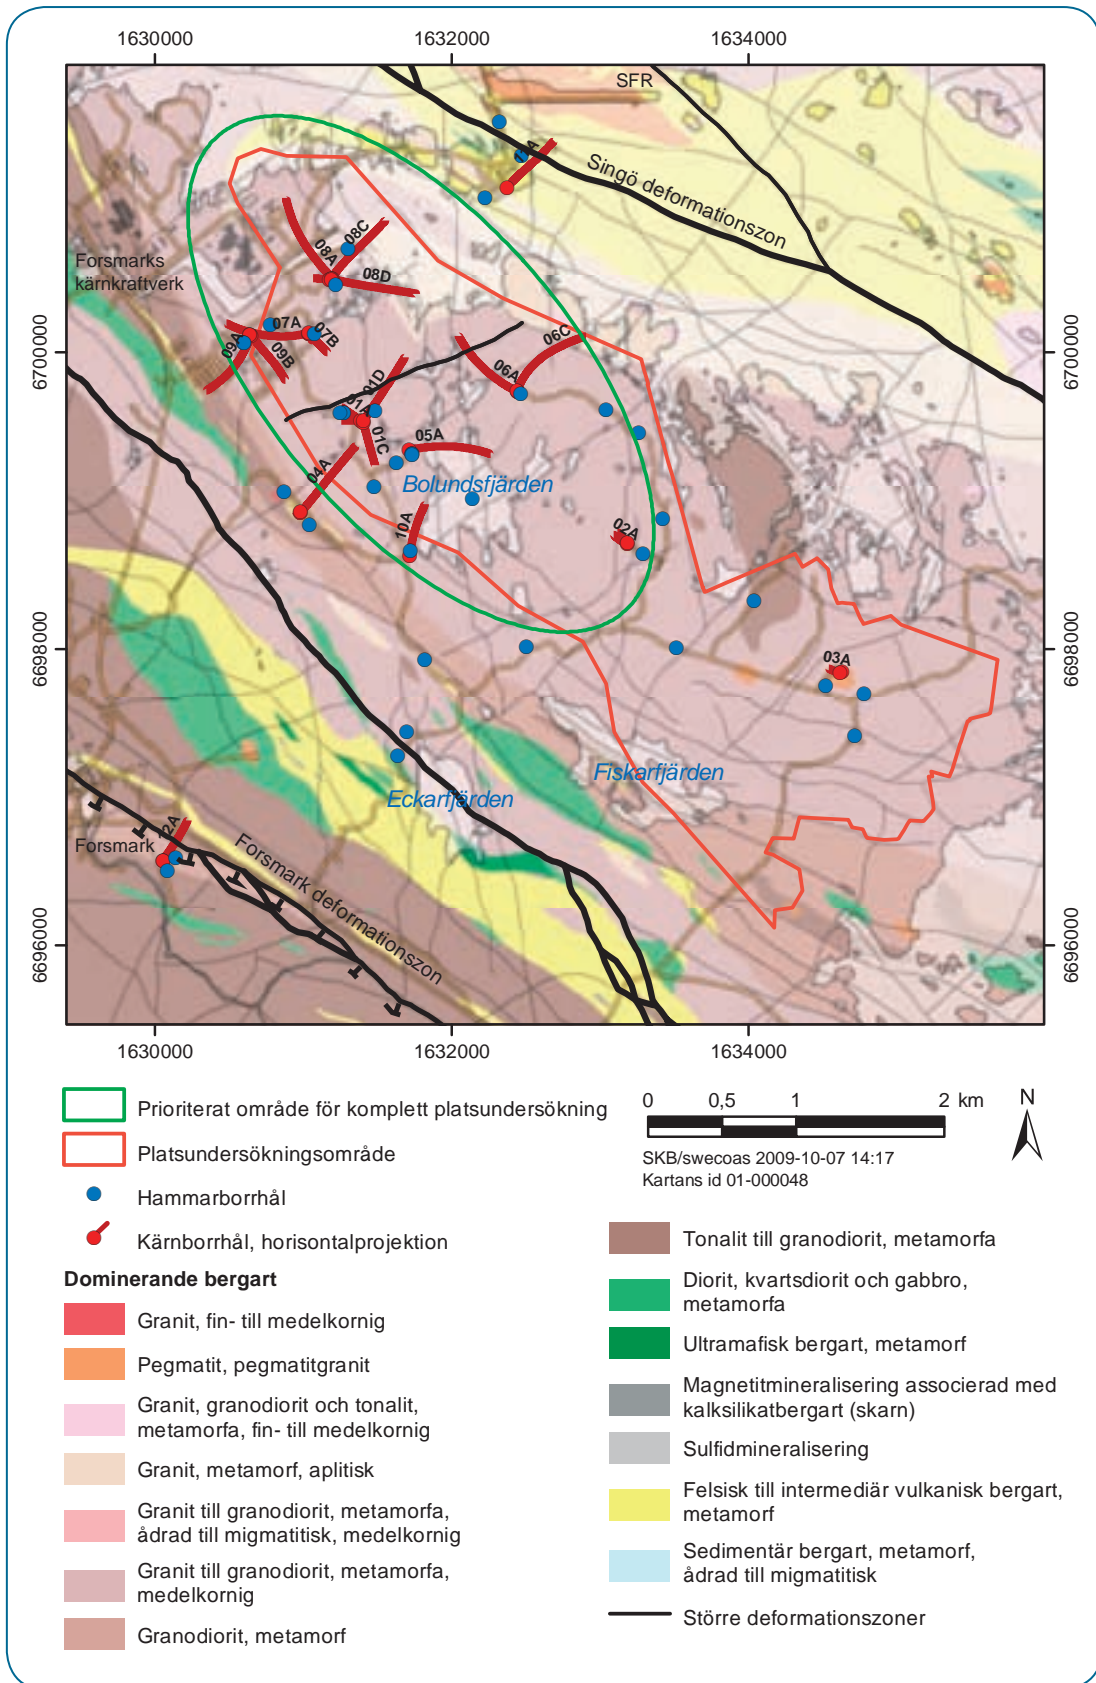 1630000
1632000
1634000
SFR
Singö deformationszon
08C
08A
08D
Forsmarks
kärnkraftverk
07A
07B
09A
09B
06C
06A
6700000
6700000
01D
01A
01C
05A
04A
Bolundsfjärden
10A
02A
6698000
6698000
03A
Fiskarfjärden
Eckarfjärden
12A
Forsmark
Forsmark deformationszon
6696000
6696000
1630000
1632000
1634000
Prioriterat område för komplett platsundersökning
Platsundersökningsområde
Hammarborrhål
Kärnborrhål, horisontalprojektion
0 0,5 1 2 km
N
SKB/swecoas 2009-10-07 14:17
Kartans id 01-000048
Dominerande bergart
Granit, fin- till medelkornig
Pegmatit, pegmatitgranit
Granit, granodiorit och tonalit,
metamorfa, fin- till medelkornig
Granit, metamorf, aplitisk
Granit till granodiorit, metamorfa,
ådrad till migmatitisk, medelkornig
Granit till granodiorit, metamorfa,
medelkornig
Granodiorit, metamorf
Tonalit till granodiorit, metamorfa
Diorit, kvartsdiorit och gabbro,
metamorfa
Ultramafisk bergart, metamorf
Magnetitmineralisering associerad med
kalksilikatbergart (skarn)
Sulfidmineralisering
Felsisk till intermediär vulkanisk bergart,
metamorf
Sedimentär bergart, metamorf,
ådrad till migmatitisk
Större deformationszoner